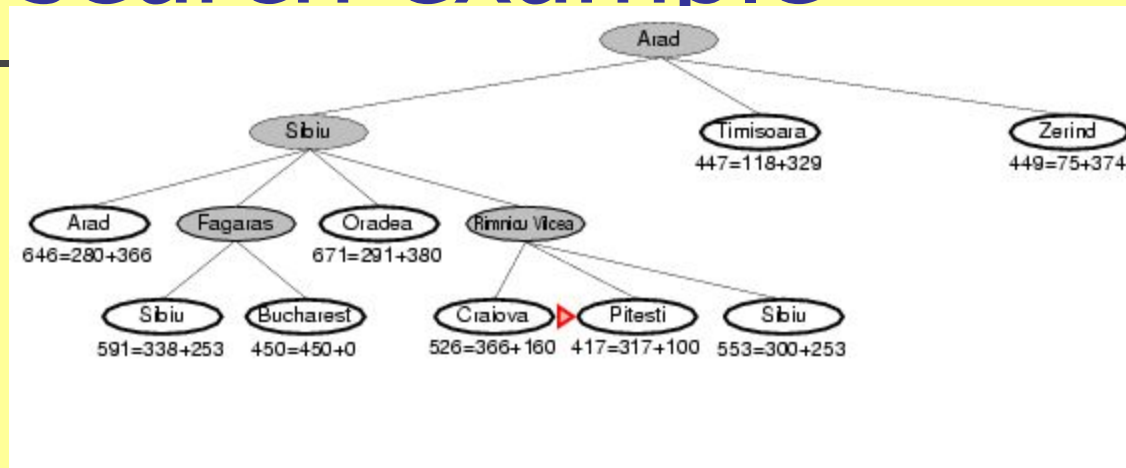 search example
Arad
Sibiu Timisoara Zerind
447=118+329 449=75+374
Arad Fagaras Oradea Rimnicu Vilcea
646=280+366 671=291+380
Sibiu Bucharest Craiova Pitesti Sibiu
591=338+253 450=450+0 526=366+160 417=317+100 553=300+253